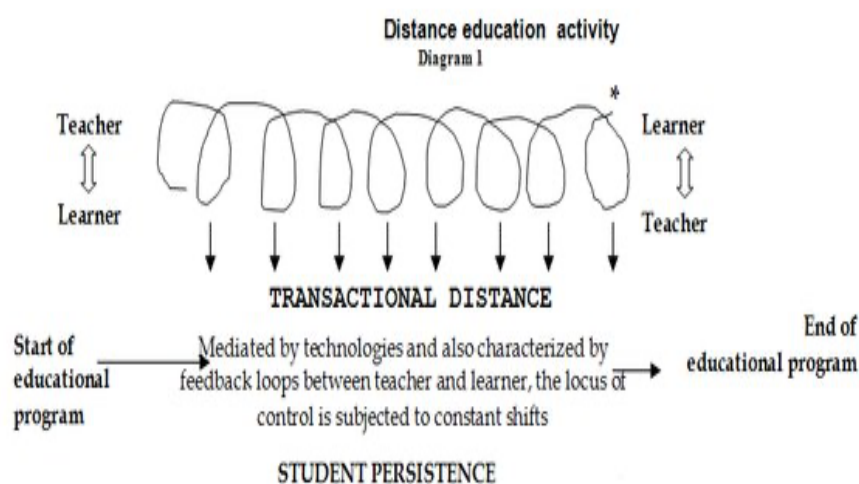 Distance education activity
Diagram 1
*
Teacher
Learner
Learner
Teacher
TRANSACTIONAL DISTANCE
Start of
educational
program
Mediated by technologies and also characterized by
feedback loops between teacher and learner, the locus of
control is subjected to constant shifts
End of
educational program
STUDENT PERSISTENCE